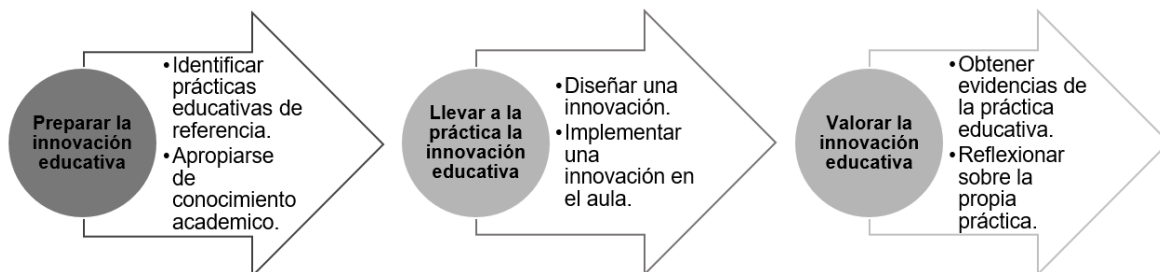 Preparar la
innovación
educativa
•Identificar
prácticas
educativas de
referencia.
•Apropiarse
de
conocimiento
academico.
Llevar a la
práctica la
innovación
educativa
•Diseñar una
innovación.
•Implementar
una
innovación en
el aula.
Valorar la
innovación
educativa
•Obtener
evidencias de
la práctica
educativa.
•Reflexionar
sobre la
propia
práctica.